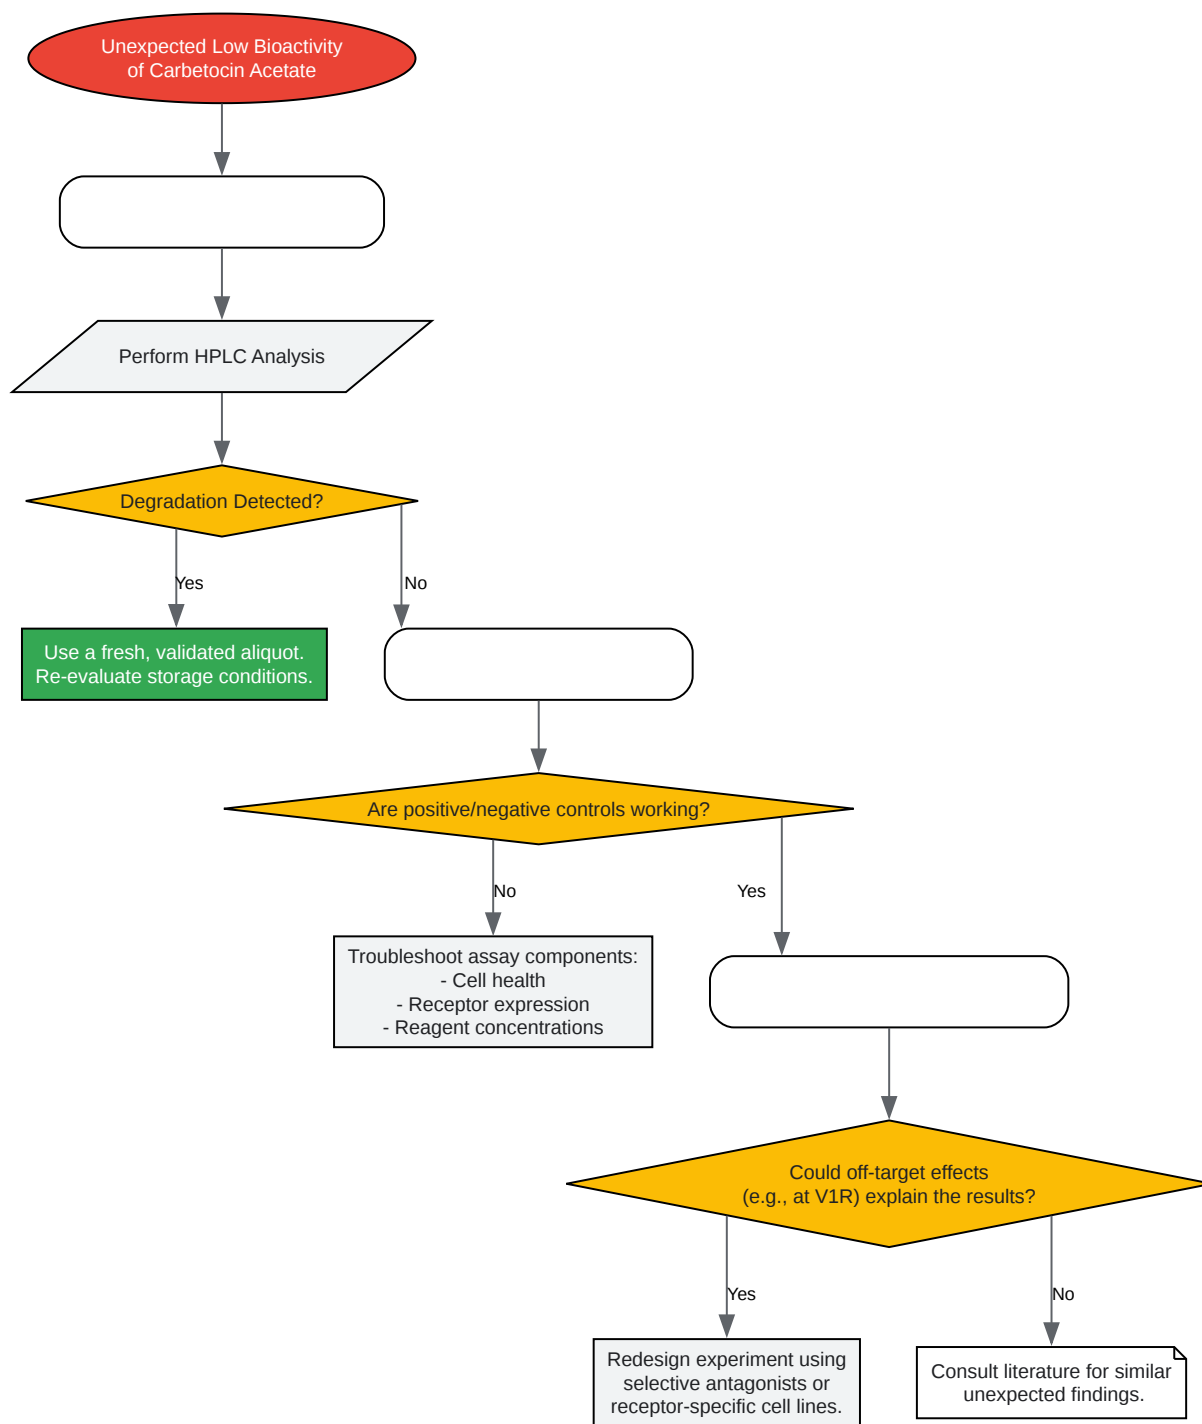 Unexpected Low Bioactivity
of Carbetocin Acetate
Perform HPLC Analysis
Degradation Detected?
Yes
No
Use a fresh, validated aliquot.
Re-evaluate storage conditions.
Are positive/negative controls working?
No
Yes
Troubleshoot assay components:
- Cell health
- Receptor expression
- Reagent concentrations
Could off-target effects
(e.g., at V1R) explain the results?
Yes
No
Redesign experiment using
selective antagonists or
receptor-specific cell lines.
Consult literature for similar
unexpected findings.